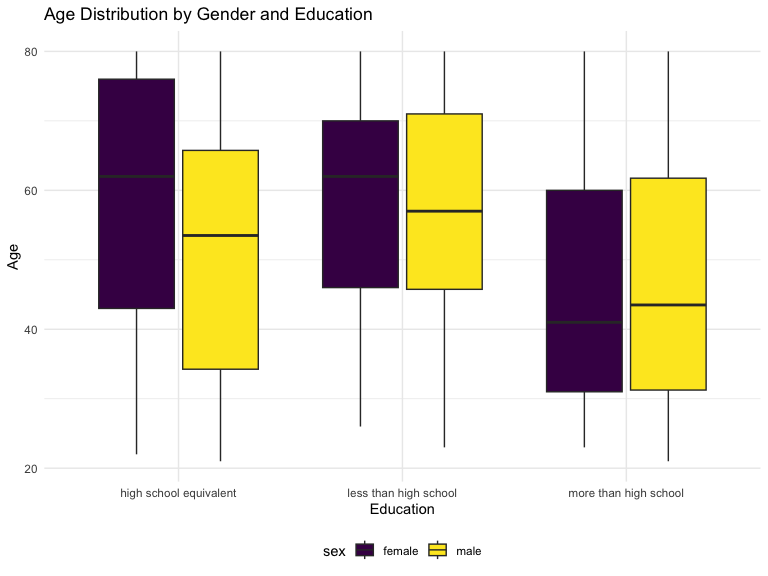 Age Distribution by Gender and Education
80
60
40
20
Age
high school equivalent less than high school more than high school
Education
sex female male